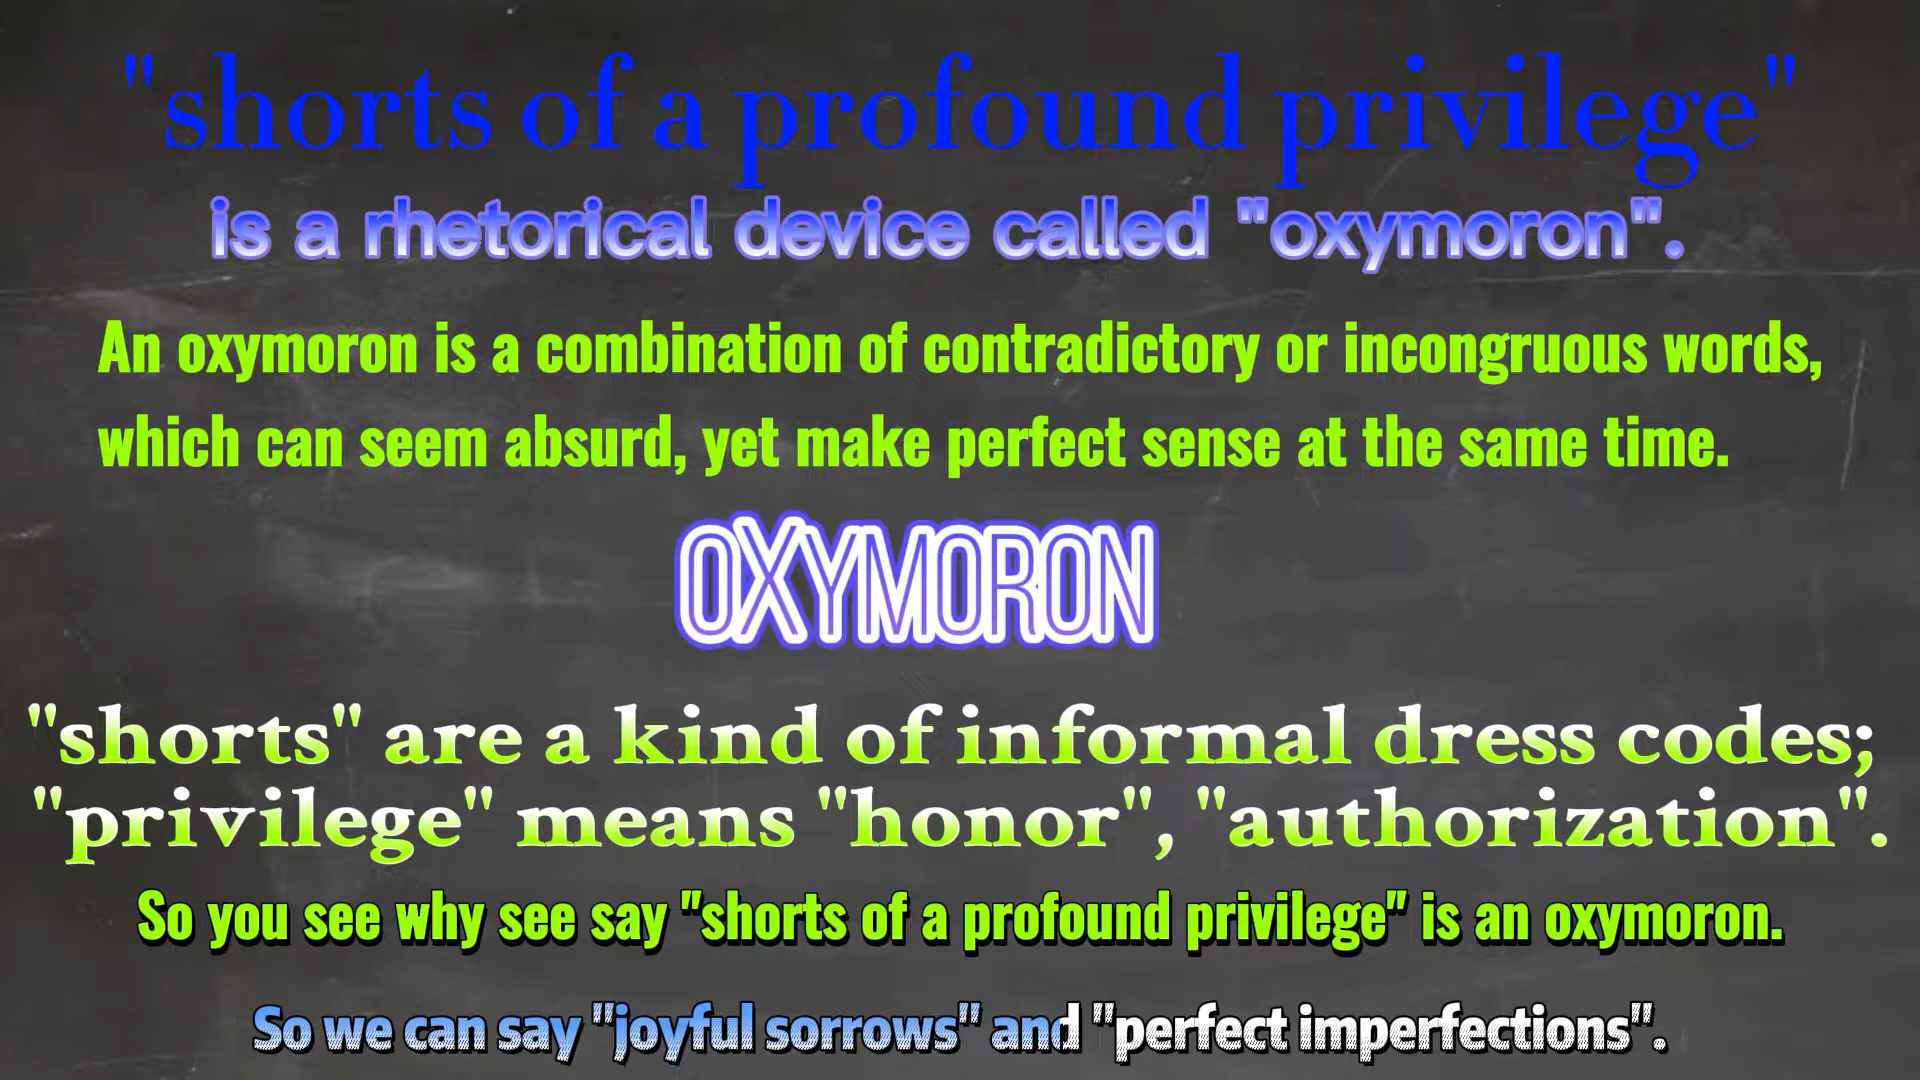 "shorts of a profound privilege"
is a rhetorical device called "oxymoron".
An oxymoron is a combination of contradictory or incongruous words,
which can seem absurd, yet make perfect sense at the same time.
OXYMORON
"shorts" are a kind of informal dress codes;
"privilege" means "honor", "authorization".
So you see why see say "shorts of a profound privilege" is an oxymoron.
So we can say "joyful sorrows" and "perfect imperfections".